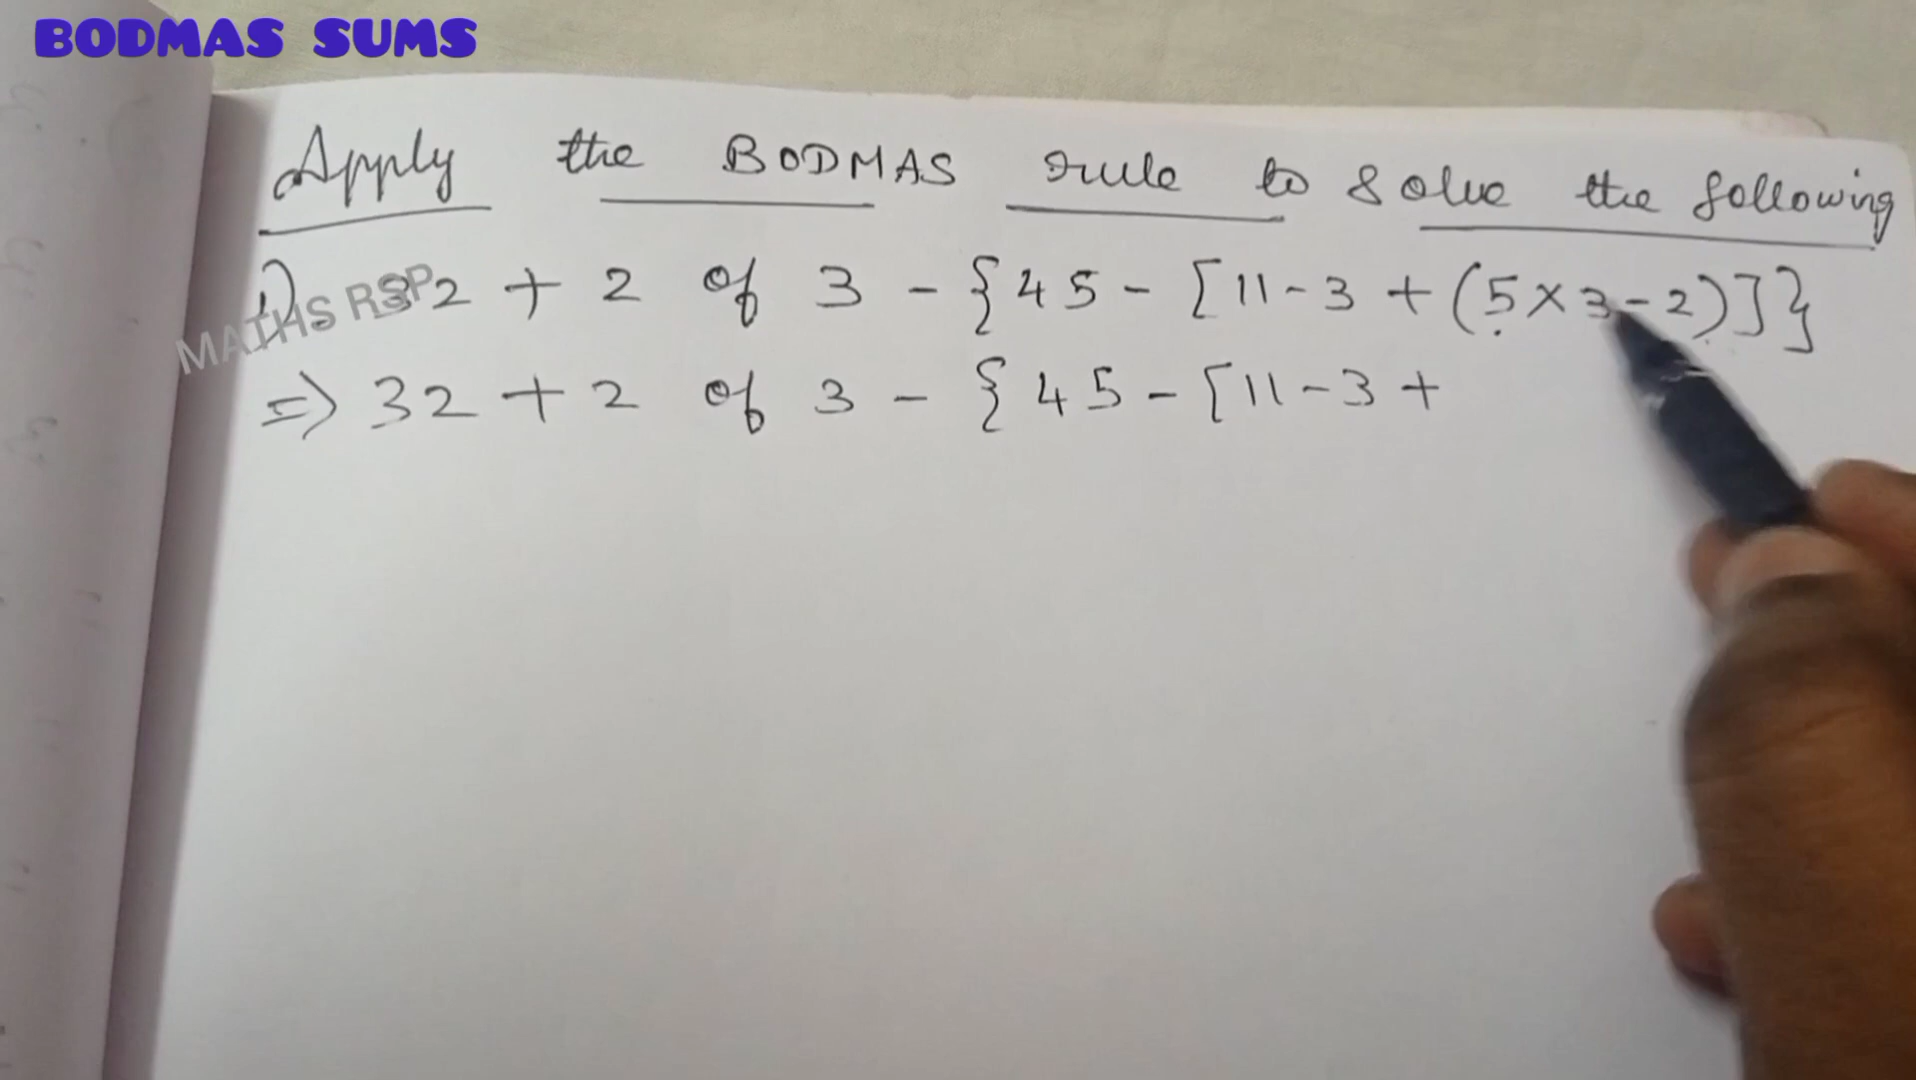 BODMAS SUMS
Apply the BODMAS rule to solve the following
1). 32 + 2 of 3 - {45 - [11-3 + (5×3-2)]}
MATHS RSP
=> 32 + 2 of 3 - {45 - [11-3 +